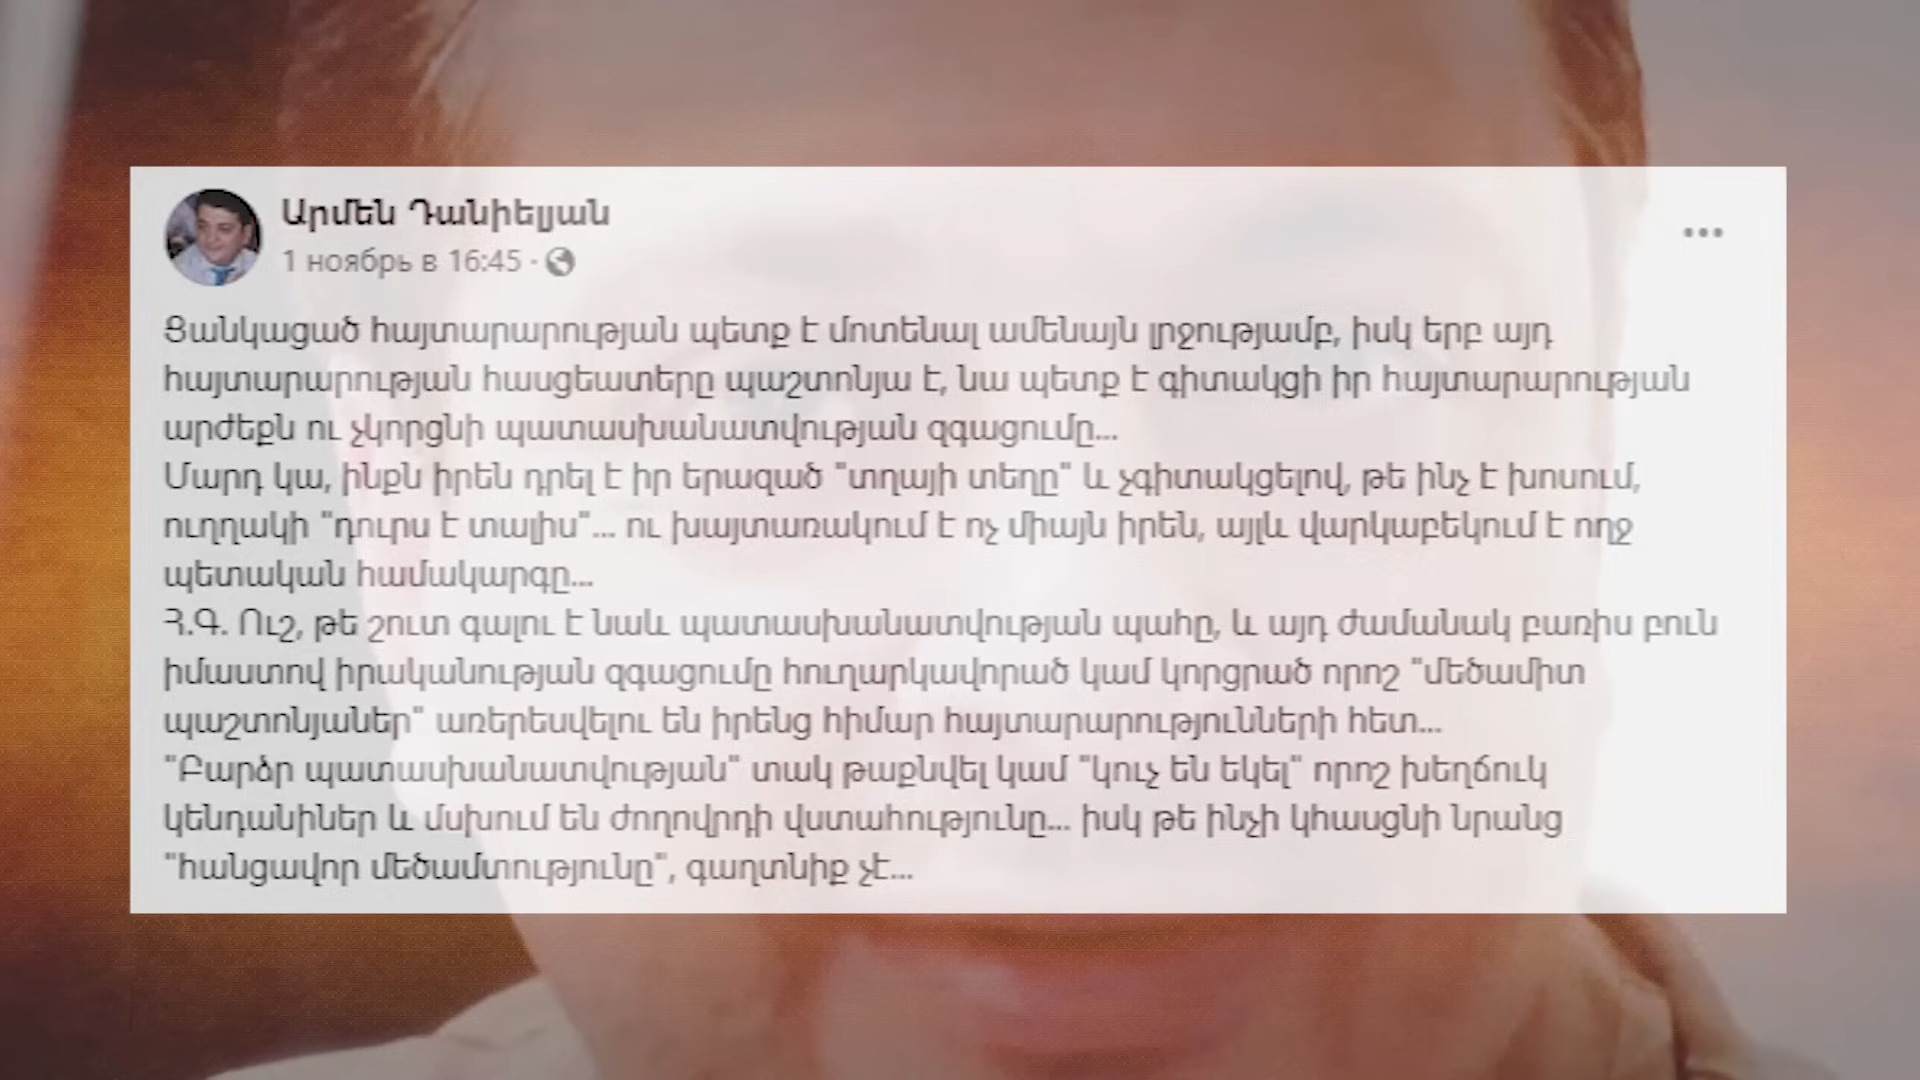 Արմեն Դանիելյան
1 ноябрь в 16:45 ·
Ցանկացած հայտարարության պետք է մոտենալ ամենայն լրջությամբ, իսկ երբ այդ
հայտարարության հասցեատերը պաշտոնյա է, նա պետք է գիտակցի իր հայտարարության
արժեքն ու չկորցնի պատասխանատվության զգացումը...
Մարդ կա, ինքն իրեն դրել է իր երազած "տղայի տեղը" և չգիտակցելով, թե ինչ է խոսում,
ուղղակի "դուրս է տալիս"... ու խայտառակում է ոչ միայն իրեն, այլև վարկաբեկում է ողջ
պետական համակարգը...
Հ.Գ. Ուշ, թե շուտ գալու է նաև պատասխանատվության պահը, և այդ ժամանակ բառիս բուն
իմաստով իրականության զգացումը հուղարկավորած կամ կորցրած որոշ "մեծամիտ
պաշտոնյաներ" առերեսվելու են իրենց հիմար հայտարարությունների հետ...
"Բարձր պատասխանատվության" տակ թաքնվել կամ "կուչ են եկել" որոշ խեղճուկ
կենդանիներ և մսխում են ժողովրդի վստահությունը... իսկ թե ինչի կհասցնի նրանց
"հանցավոր մեծամտությունը", գաղտնիք չէ...